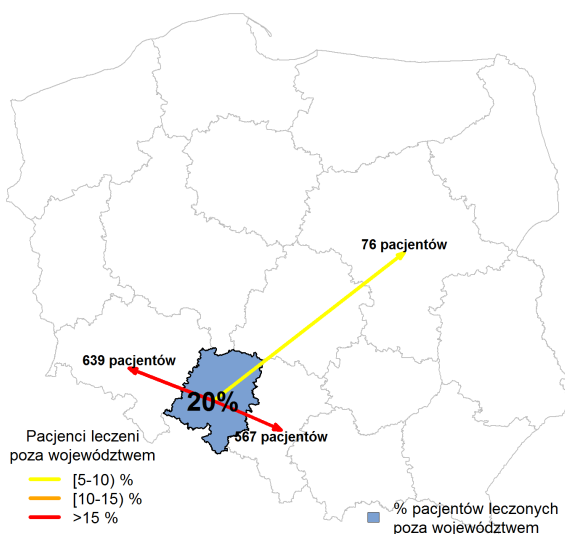 76 pacjentów
639 pacjentów
20%
567 pacjentów
Pacjenci leczeni
poza województwem
[5-10) %
[10-15) %
>15 %
% pacjentów leczonych
poza województwem